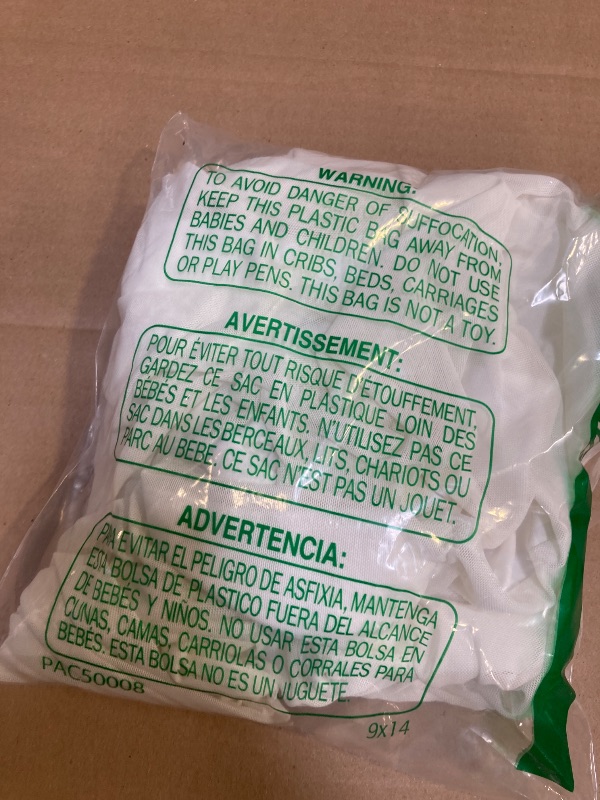 WARNING:
TO AVOID DANGER OF SUFFOCATION,
KEEP THIS PLASTIC BAG AWAY FROM
BABIES AND CHILDREN. DO NOT USE
THIS BAG IN CRIBS, BEDS, CARRIAGES
OR PLAY PENS. THIS BAG IS NOT A TOY.
AVERTISSEMENT:
POUR ÉVITER TOUT RISQUE D'ÉTOUFFEMENT,
GARDEZ CE SAC EN PLASTIQUE LOIN DES
BÉBÉS ET LES ENFANTS. N'UTILISEZ PAS CE
SAC DANS LES BERCEAUX, LITS, CHARIOTS OU
PARC AU BEBE. CE SAC N'EST PAS UN JOUET.
ADVERTENCIA:
PARA EVITAR EL PELIGRO DE ASFIXIA, MANTENGA
ESTA BOLSA DE PLASTICO FUERA DEL ALCANCE
DE BEBES Y NIÑOS. NO USAR ESTA BOLSA EN
CUNAS, CAMAS, CARRIOLAS O CORRALES PARA
BEBÉS. ESTA BOLSA NO ES UN JUGUETE.
PAC50008
9x14